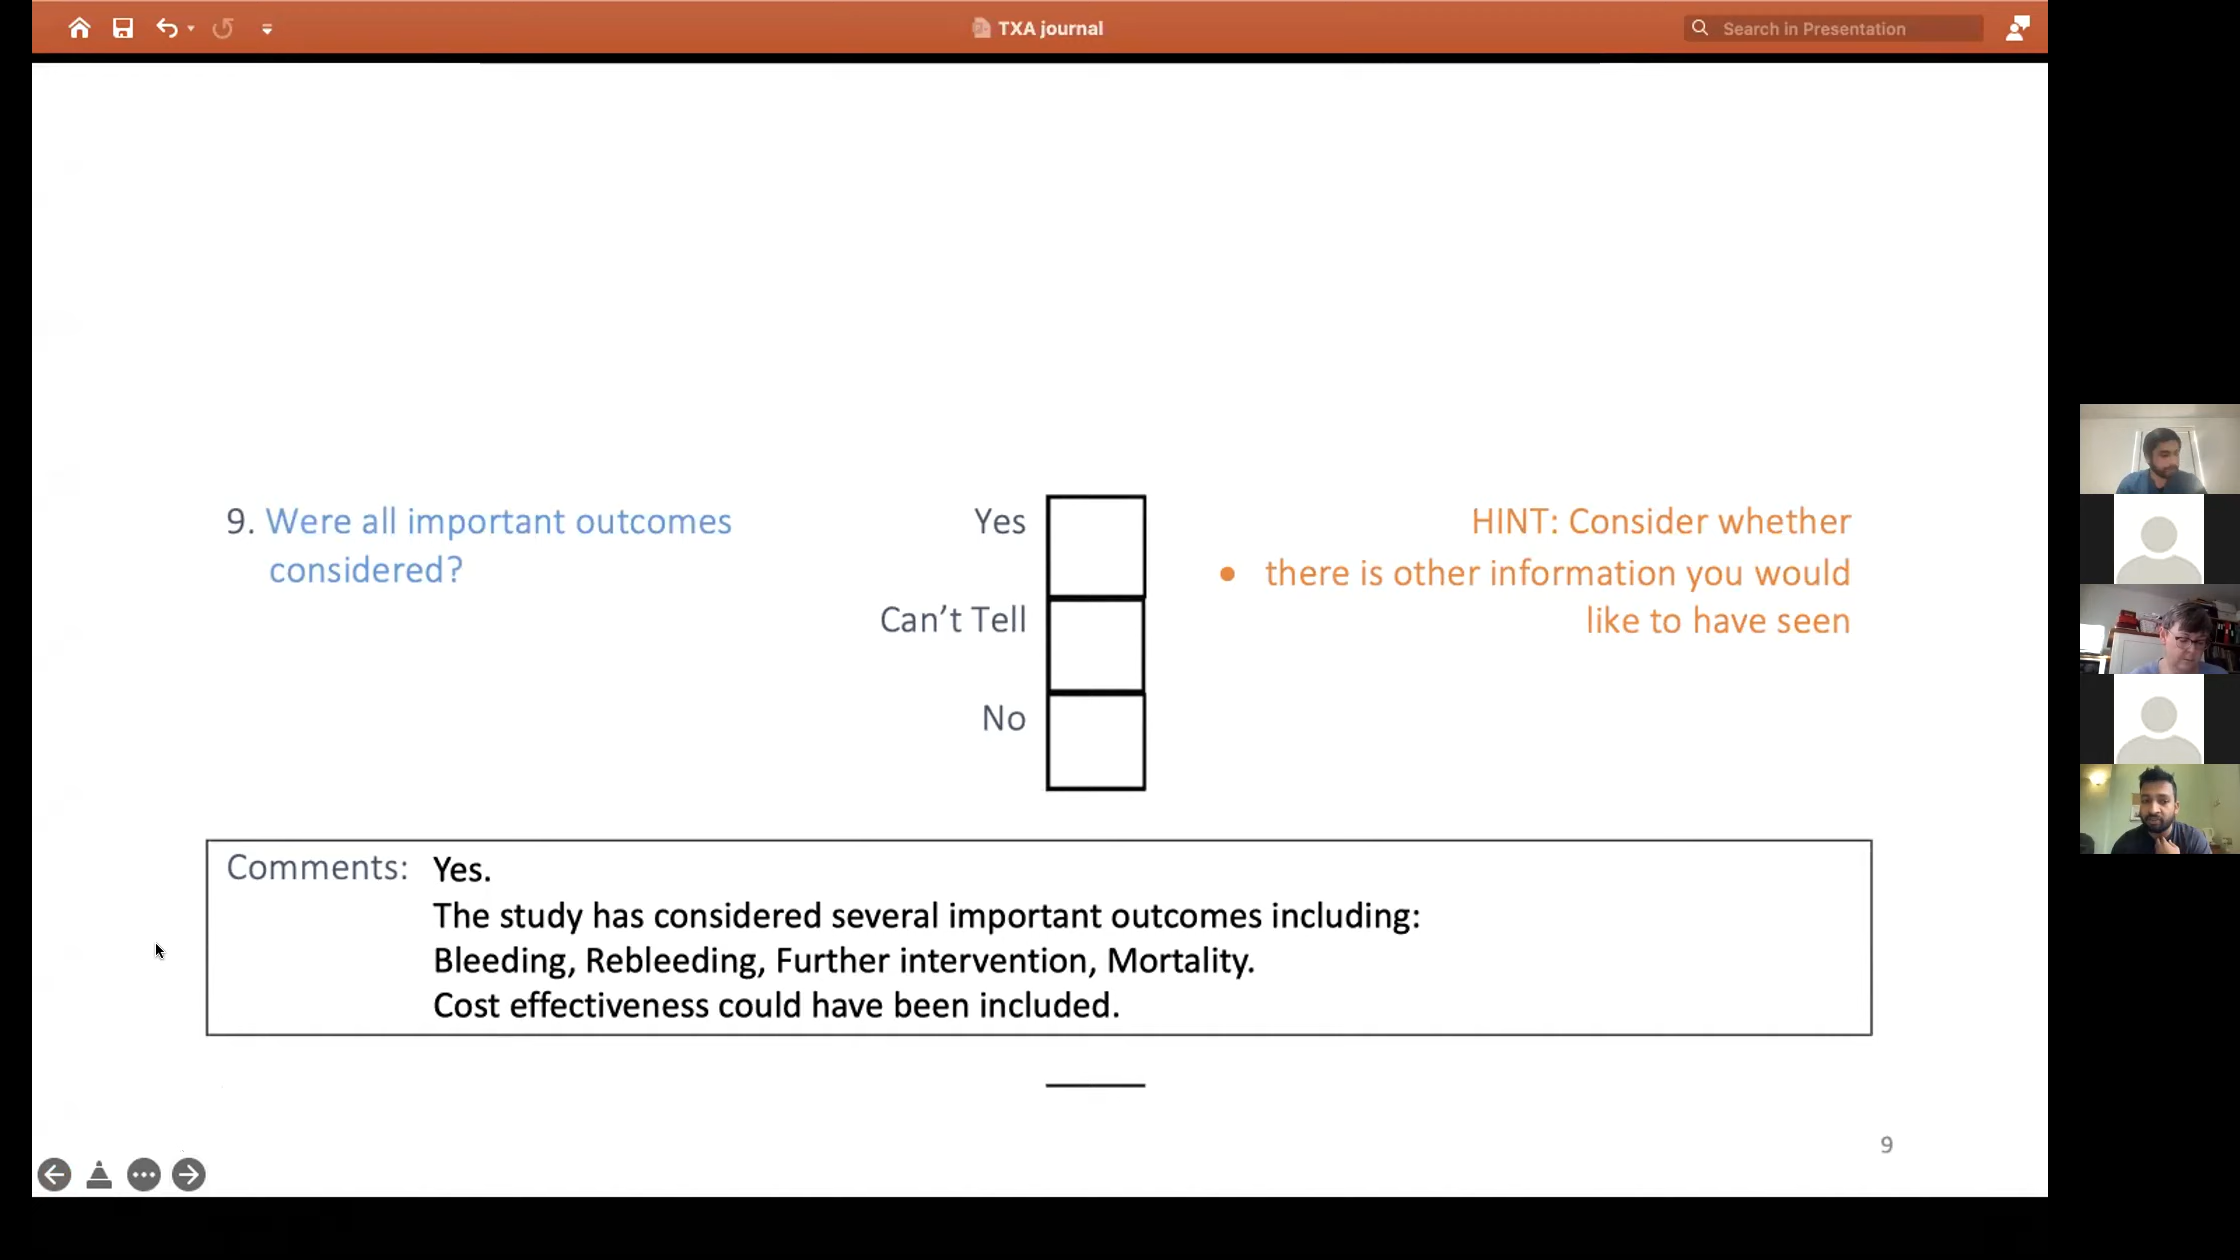 TXA journal
Search in Presentation
9. Were all important outcomes
considered?
Yes
Can't Tell
No
HINT: Consider whether
• there is other information you would
like to have seen
Comments: Yes.
The study has considered several important outcomes including:
Bleeding, Rebleeding, Further intervention, Mortality.
Cost effectiveness could have been included.
9